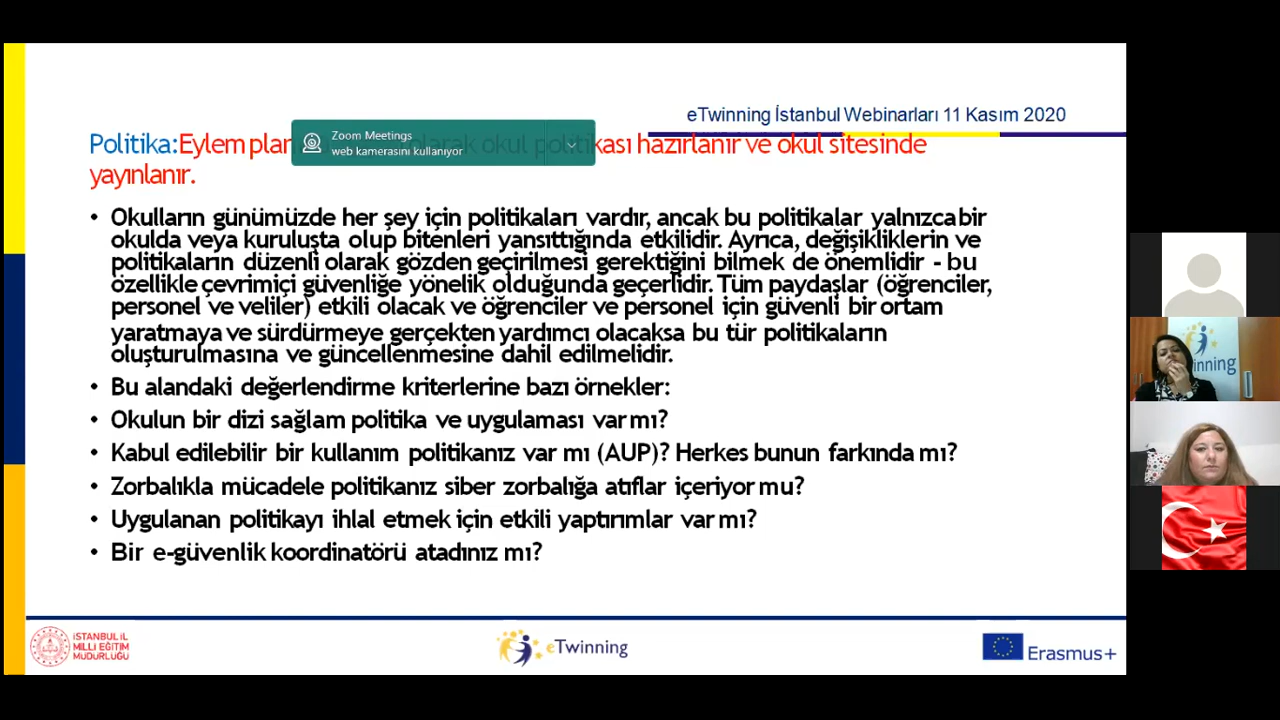 eTwinning İstanbul Webinarları 11 Kasım 2020
Zoom Meetings
web kamerasını kullanıyor
Politika:Eylem plan olarak okul politikası hazırlanır ve okul sitesinde
yayınlanır.
• Okulların günümüzde her şey için politikaları vardır, ancak bu politikalar yalnızca bir
okulda veya kuruluşta olup bitenleri yansıttığında etkilidir. Ayrıca, değişikliklerin ve
politikaların düzenli olarak gözden geçirilmesi gerektiğini bilmek de önemlidir - bu
özellikle çevrimiçi güvenliğe yönelik olduğunda geçerlidir. Tüm paydaşlar (öğrenciler,
personel ve veliler) etkili olacak ve öğrenciler ve personel için güvenli bir ortam
yaratmaya ve sürdürmeye gerçekten yardımcı olacaksa bu tür politikaların
oluşturulmasına ve güncellenmesine dahil edilmelidir.
• Bu alandaki değerlendirme kriterlerine bazı örnekler:
• Okulun bir dizi sağlam politika ve uygulaması var mı?
• Kabul edilebilir bir kullanım politikanız var mı (AUP)? Herkes bunun farkında mı?
• Zorbalıkla mücadele politikanız siber zorbalığa atıflar içeriyor mu?
• Uygulanan politikayı ihlal etmek için etkili yaptırımlar var mı?
• Bir e-güvenlik koordinatörü atadınız mı?
İSTANBUL İL
MİLLİ EĞİTİM
MÜDÜRLÜĞÜ
eTwinning
Erasmus+
winning